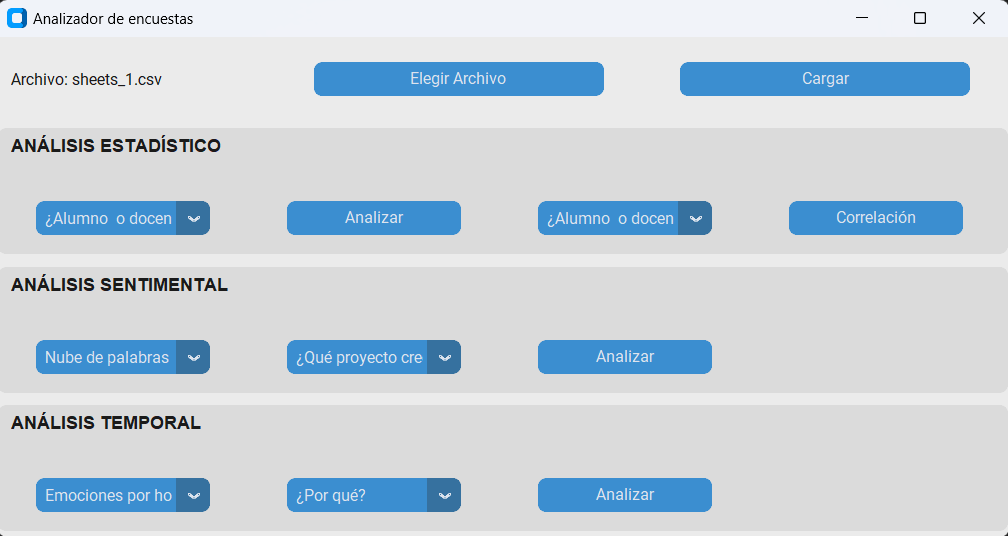 Analizador de encuestas
Archivo: sheets_1.csv
Elegir Archivo
Cargar
ANÁLISIS ESTADÍSTICO
¿Alumno  o docen
Analizar
¿Alumno  o docen
Correlación
ANÁLISIS SENTIMENTAL
Nube de palabras
¿Qué proyecto cre
Analizar
ANÁLISIS TEMPORAL
Emociones por ho
¿Por qué?
Analizar